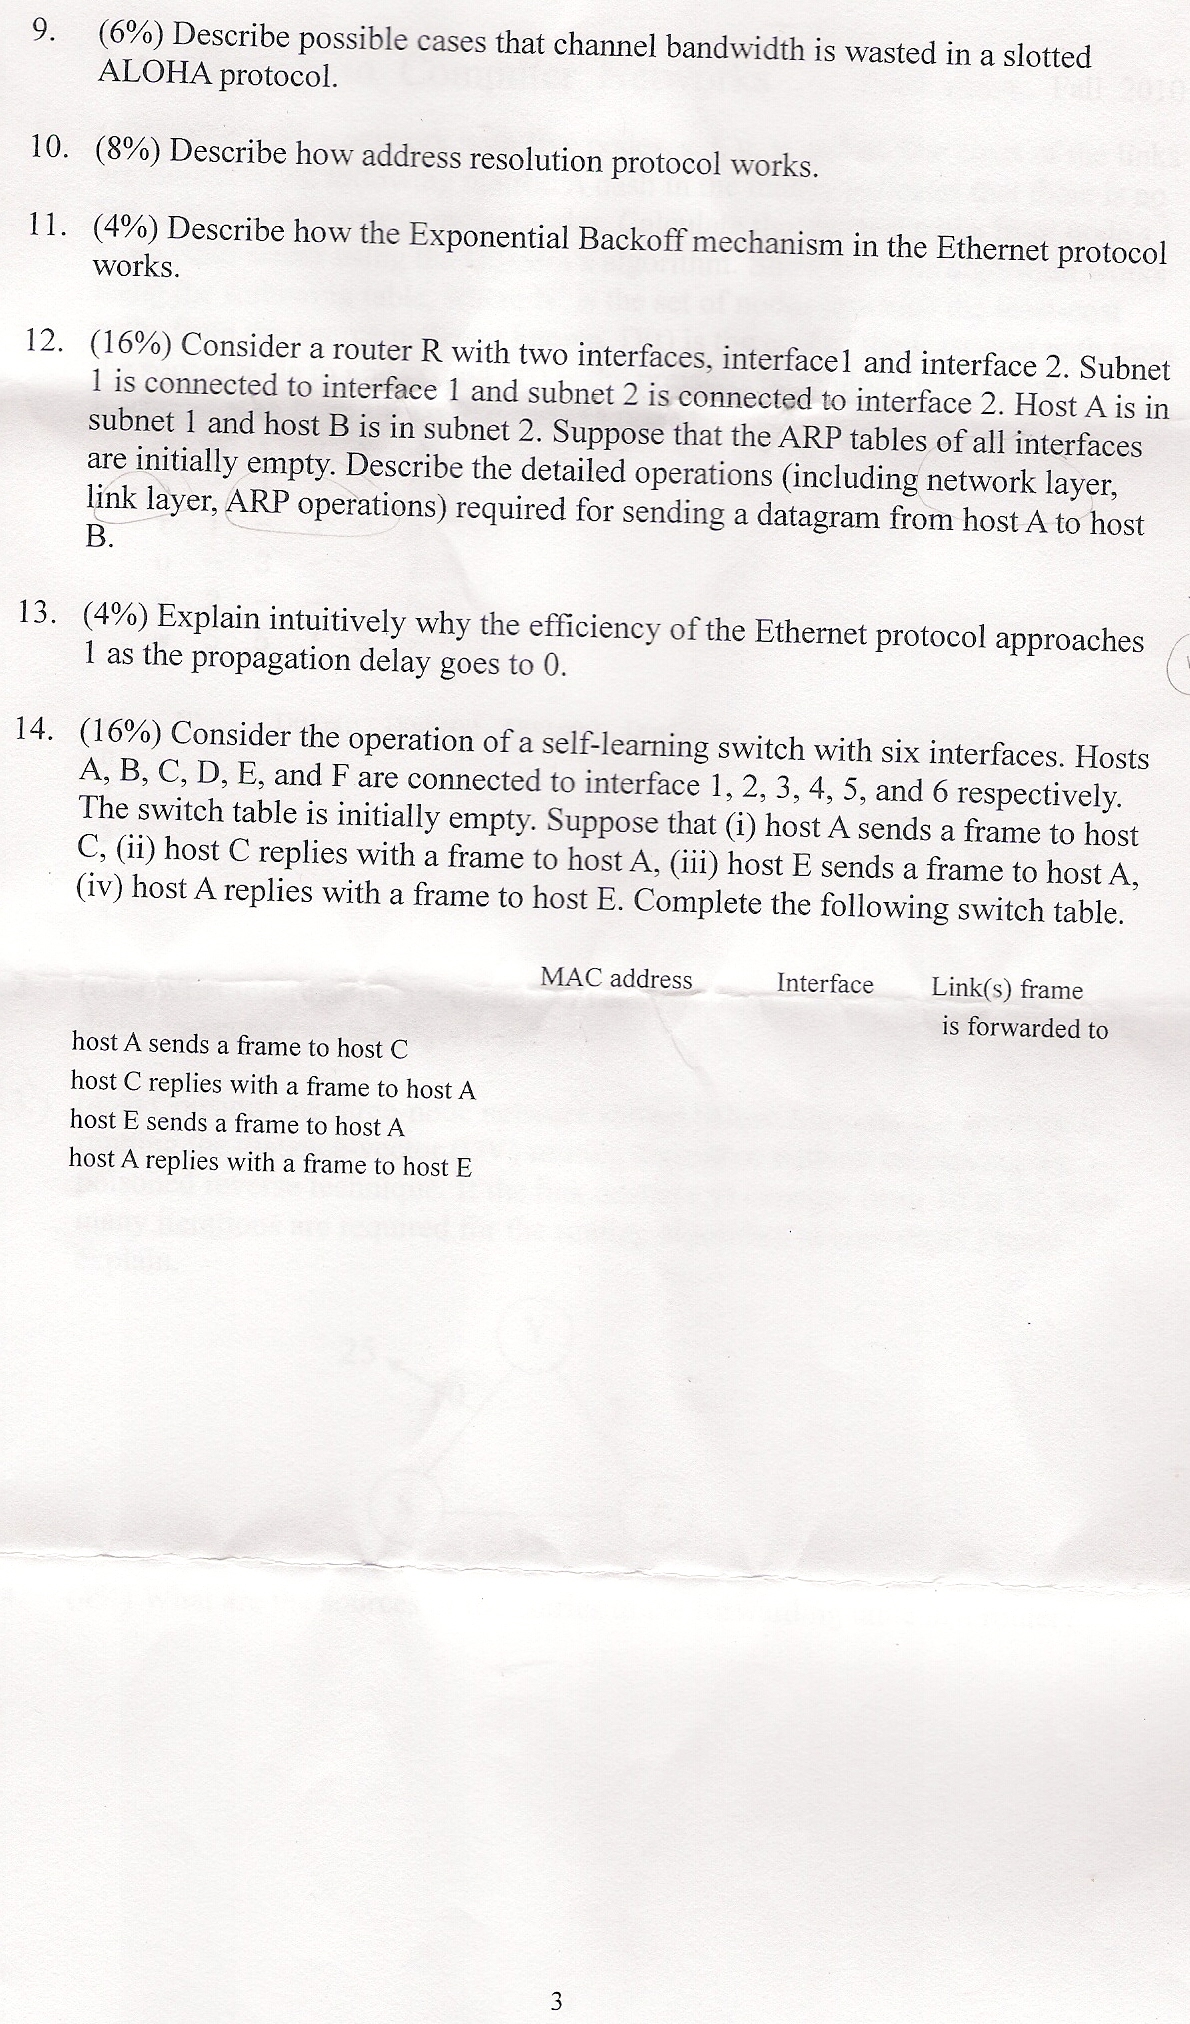 9. (6%) Describe possible cases that channel bandwidth is wasted in a slotted
ALOHA protocol.
10. (8%) Describe how address resolution protocol works.
11. (4%) Describe how the Exponential Backoff mechanism in the Ethernet protocol
works.
12. (16%) Consider a router R with two interfaces, interface1 and interface 2. Subnet
1 is connected to interface 1 and subnet 2 is connected to interface 2. Host A is in
subnet 1 and host B is in subnet 2. Suppose that the ARP tables of all interfaces
are initially empty. Describe the detailed operations (including network layer,
link layer, ARP operations) required for sending a datagram from host A to host
B.
13. (4%) Explain intuitively why the efficiency of the Ethernet protocol approaches
1 as the propagation delay goes to 0.
14. (16%) Consider the operation of a self-learning switch with six interfaces. Hosts
A, B, C, D, E, and F are connected to interface 1, 2, 3, 4, 5, and 6 respectively.
The switch table is initially empty. Suppose that (i) host A sends a frame to host
C, (ii) host C replies with a frame to host A, (iii) host E sends a frame to host A,
(iv) host A replies with a frame to host E. Complete the following switch table.
MAC address Interface Link(s) frame
is forwarded to
host A sends a frame to host C
host C replies with a frame to host A
host E sends a frame to host A
host A replies with a frame to host E
3